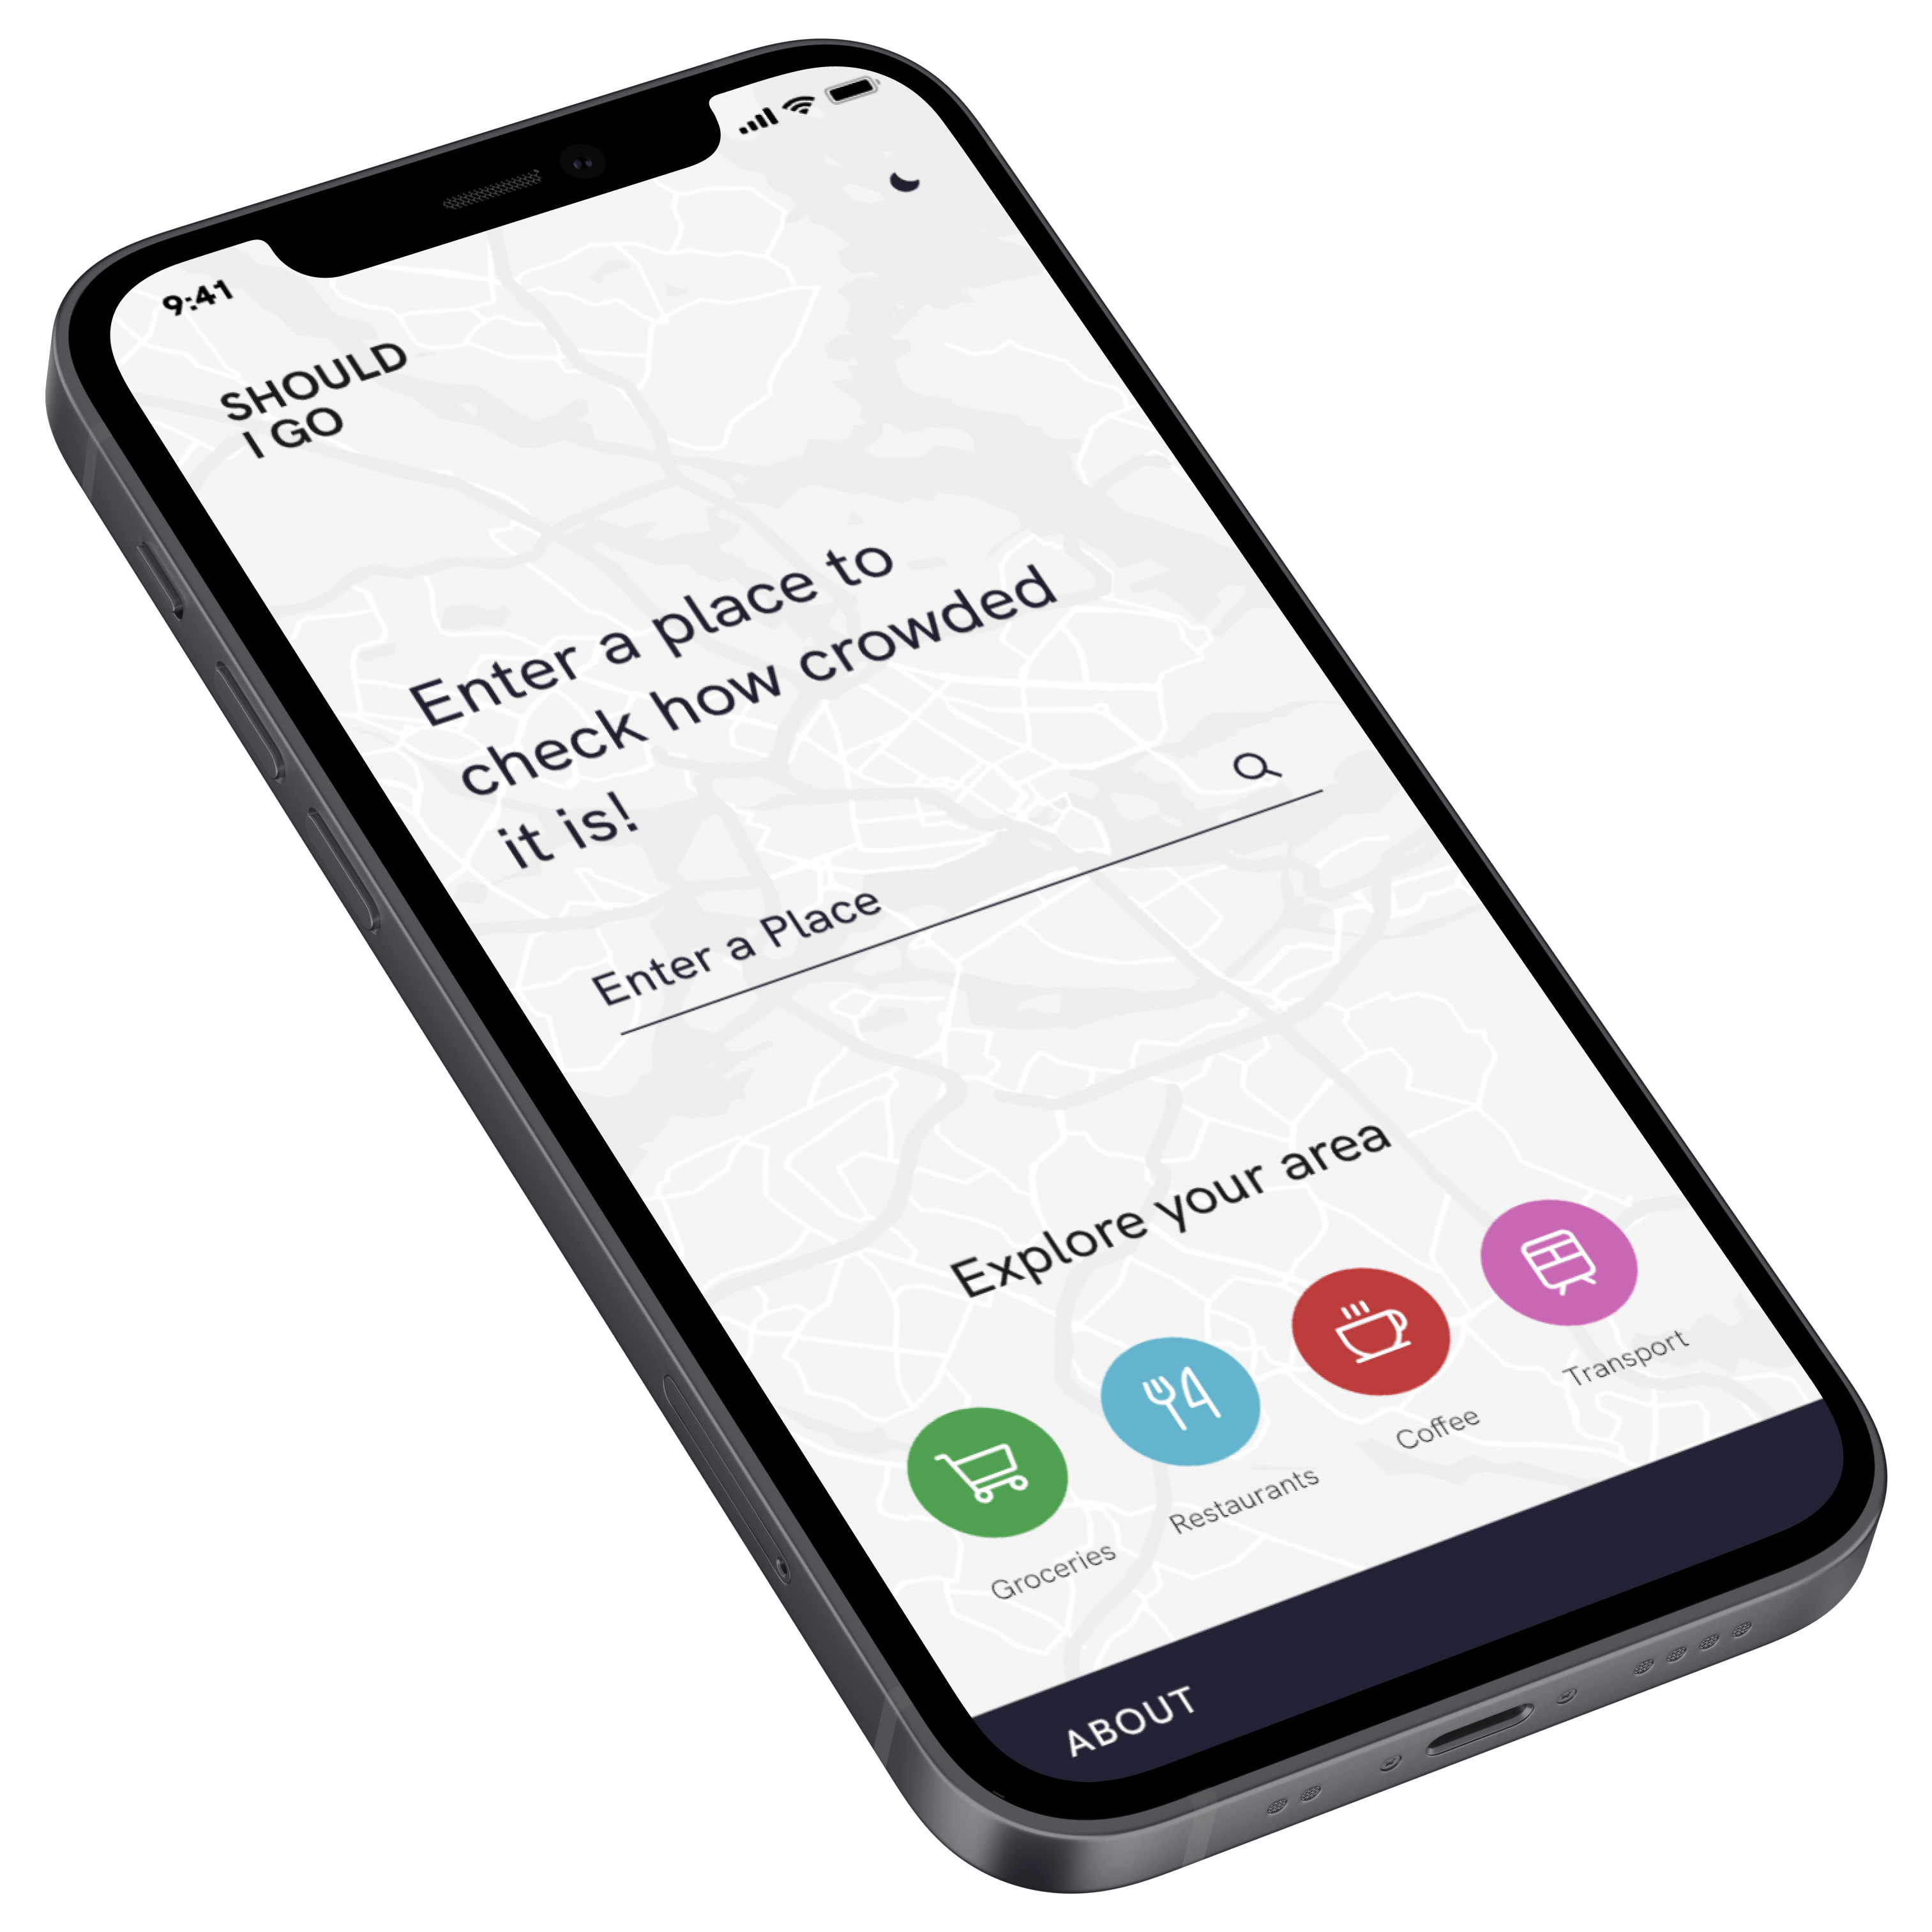 9:41
SHOULD
I GO
Enter a place to
check how crowded
it is!
Enter a Place
Explore your area
Groceries
Restaurants
Coffee
Transport
ABOUT